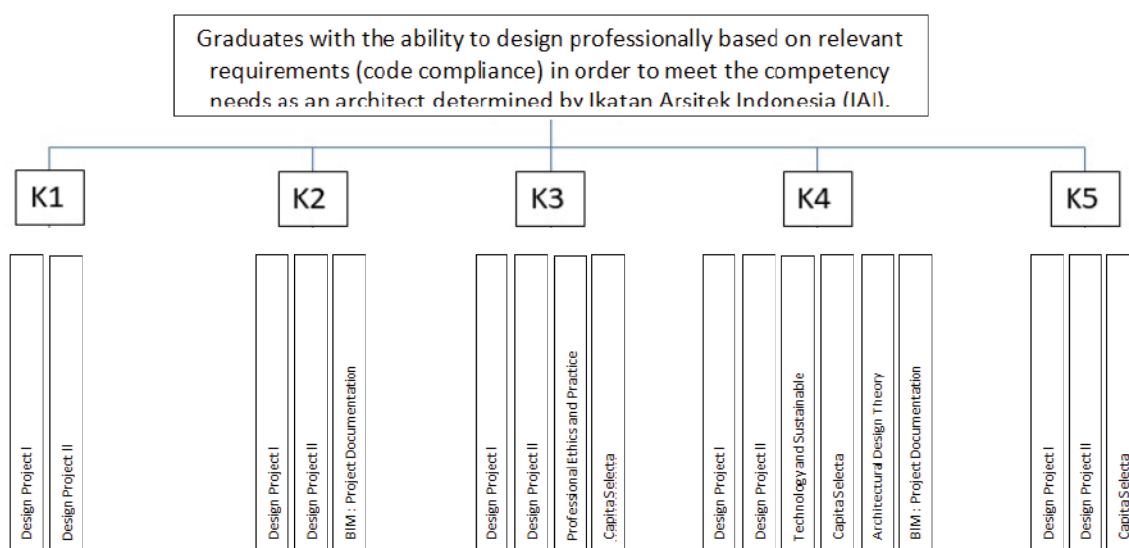 Graduates with the ability to design professionally based on relevant
requirements (code compliance) in order to meet the competency
needs as an architect determined by Ikatan Arsitek Indonesia (IAI).
K1
K2
K3
K4
K5
Design Project I
Design Project II
Design Project I
Design Project II
BIM : Project Documentation
Design Project I
Design Project II
Professional Ethics and Practice
Capita Selecta
Design Project I
Design Project II
Technology and Sustainable
Capita Selecta
Architectural Design Theory
BIM : Project Documentation
Design Project I
Design Project II
Capita Selecta